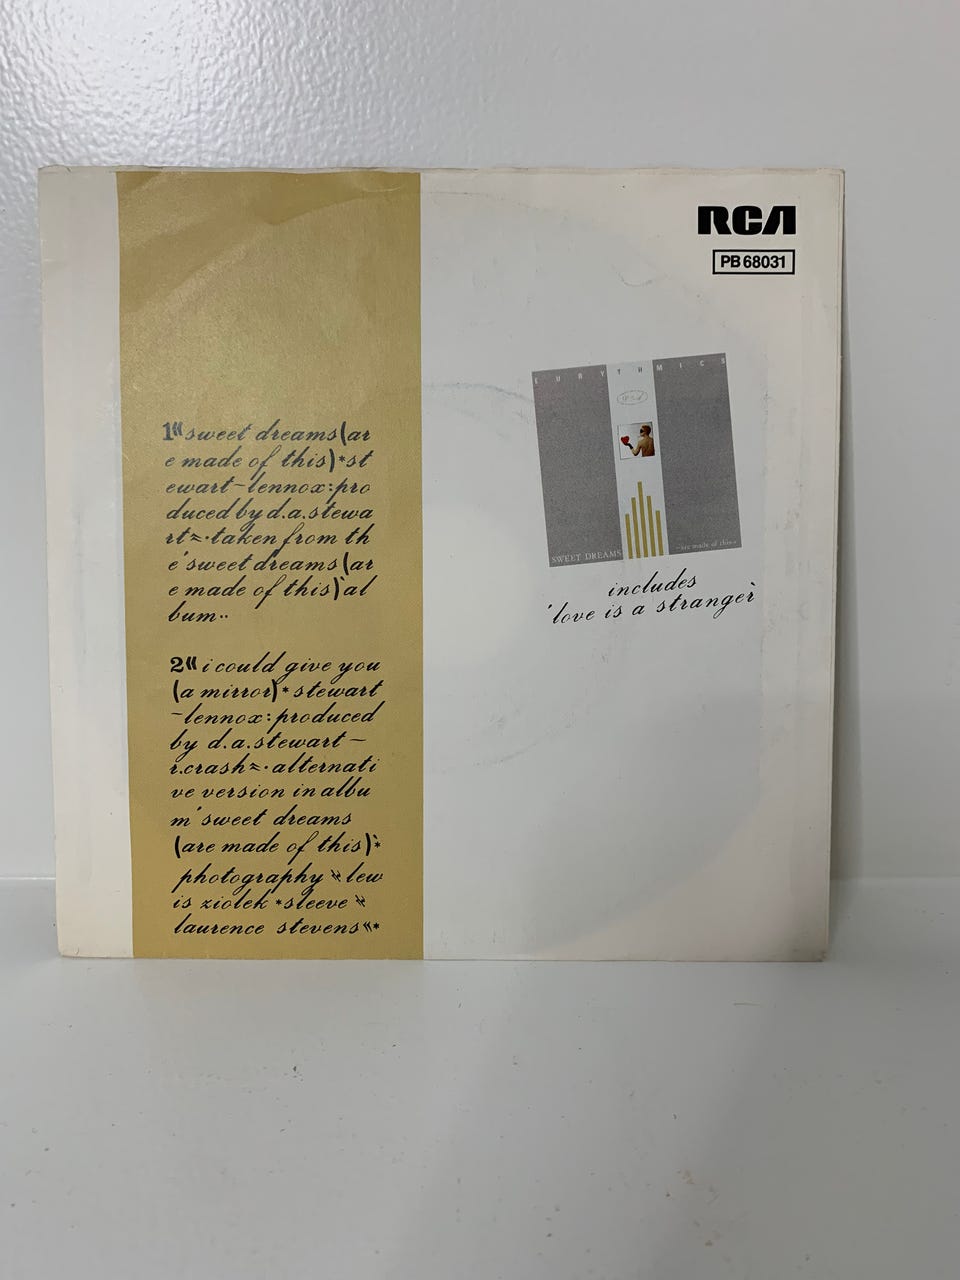 1“sweet dreams(ar
e made of this)*st
ewart–lennox:pro
duced by d.a.stewa
rt≈·taken from th
e'sweet dreams(ar
e made of this)'al
bum··
2“i could give you
(a mirror)*stewart
–lennox:produced
by d.a.stewart–
r.crash≈·alternati
ve version in albu
m'sweet dreams
(are made of this)'*
photography » lew
is ziolek *sleeve »
laurence stevens“*
RCA
PB 68031
EURYTHMICS
SWEET DREAMS
–are made of this–
includes
'love is a stranger'